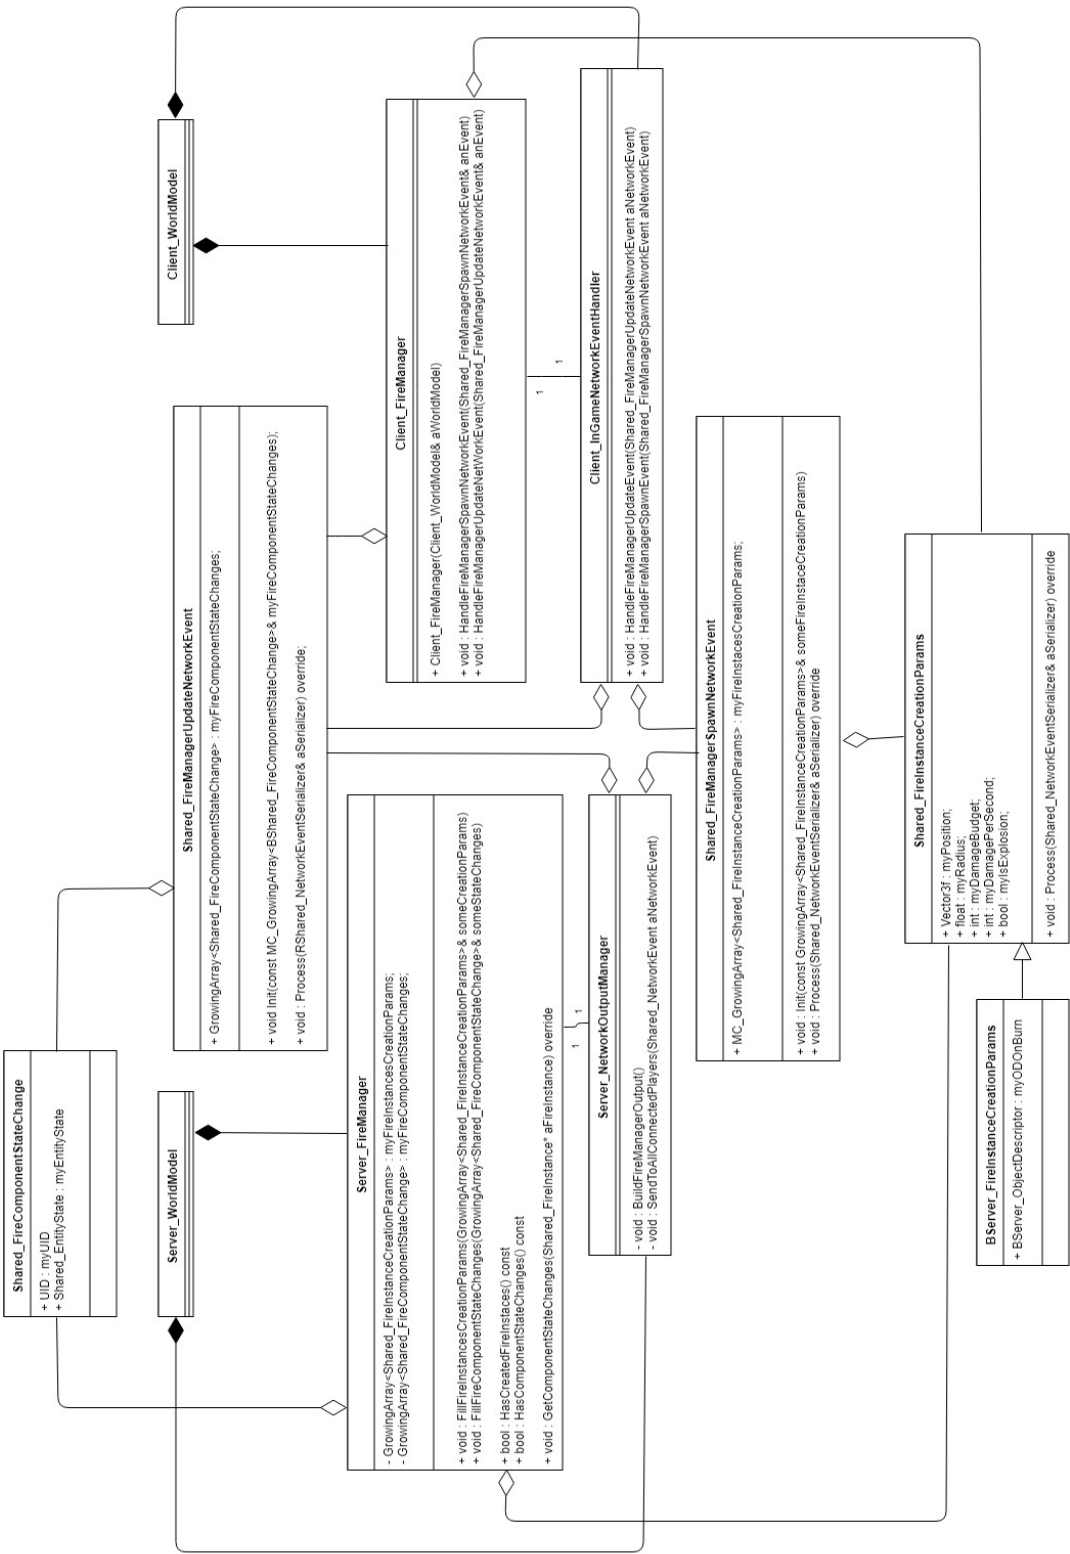 Shared_FireComponentStateChange
+ UID : myUID
+ Shared_EntityState : myEntityState
Server_WorldModel
Shared_FireManagerUpdateNetworkEvent
+ GrowingArray<Shared_FireComponentStateChange> : myFireComponentStateChanges;
+ void Init(const MC_GrowingArray<BShared_FireComponentStateChange>& myFireComponentStateChanges);
+ void : Process(RShared_NetworkEventSerializer& aSerializer) override;
Client_WorldModel
Server_FireManager
- GrowingArray<Shared_FireInstanceCreationParams> : myFireInstancesCreationParams;
- GrowingArray<Shared_FireComponentStateChange> : myFireComponentStateChanges;
+ void : FillFireInstancesCreationParams(GrowingArray<Shared_FireInstanceCreationParams>& someCreationParams)
+ void : FillFireComponentStateChanges(GrowingArray<Shared_FireComponentStateChange>& someStateChanges)
+ bool : HasCreatedFireInstaces() const
+ bool : HasComponentStateChanges() const
+ void : GetComponentStateChanges(Shared_FireInstance* aFireInstance) override
Client_FireManager
+ Client_FireManager(Client_WorldModel& aWorldModel)
+ void : HandleFireManagerSpawnNetworkEvent(Shared_FireManagerSpawnNetworkEvent& anEvent)
+ void : HandleFireManagerUpdateNetWorkEvent(Shared_FireManagerUpdateNetworkEvent& anEvent)
1
1
1
1
Server_NetworkOutputManager
- void : BuildFireManagerOutput()
- void : SendToAllConnectedPlayers(Shared_NetworkEvent aNetworkEvent)
Client_InGameNetworkEventHandler
+ void : HandleFireManagerUpdateEvent(Shared_FireManagerUpdateNetworkEvent aNetworkEvent)
+ void : HandleFireManagerSpawnEvent(Shared_FireManagerSpawnNetworkEvent aNetworkEvent)
Shared_FireManagerSpawnNetworkEvent
+ MC_GrowingArray<Shared_FireInstanceCreationParams> : myFireInstacesCreationParams;
+ void : Init(const GrowingArray<Shared_FireInstanceCreationParams>& someFireInstaceCreationParams)
+ void : Process(Shared_NetworkEventSerializer& aSerializer) override
Shared_FireInstanceCreationParams
+ Vector3f : myPosition;
+ float : myRadius;
+ int : myDamageBudget;
+ int : myDamagePerSecond;
+ bool : myIsExplosion;
+ void : Process(Shared_NetworkEventSerializer& aSerializer) override
BServer_FireInstanceCreationParams
+ BServer_ObjectDescriptor : myODOnBurn